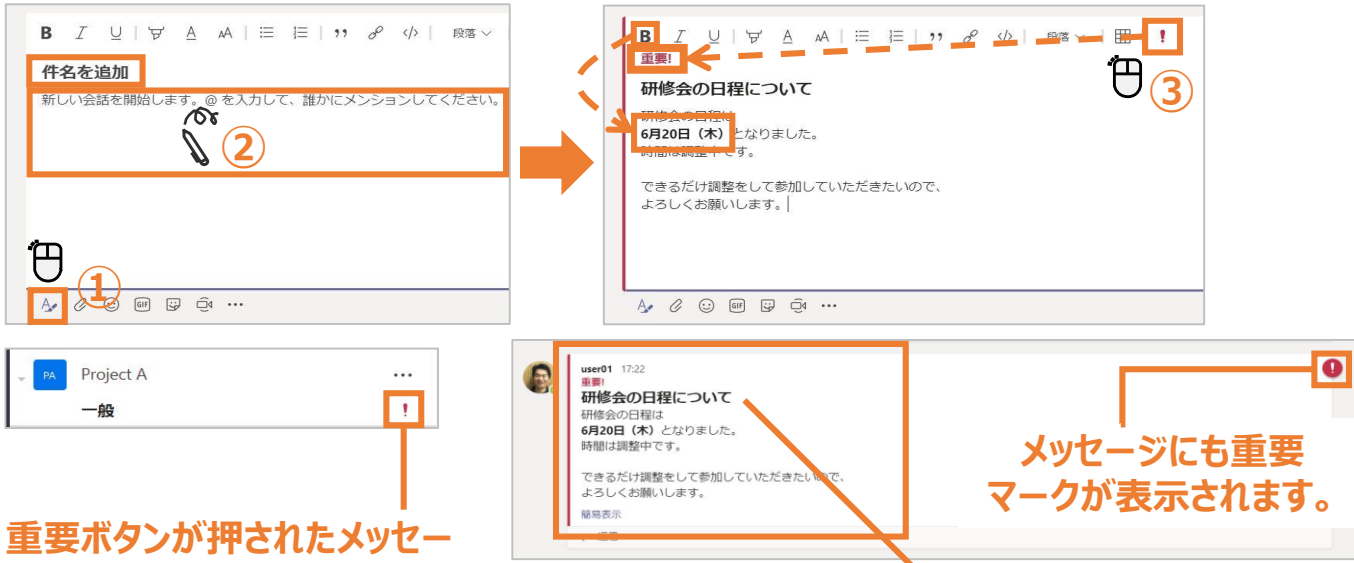 B I U A AA 段落
件名を追加
新しい会話を開始します。@ を入力して、誰かにメンションしてください。
②
①
GIF
B I U A AA 段落 !
重要!
③
研修会の日程について
研修会の日程は
6月20日（木）となりました。
時間は調整中です。
できるだけ調整をして参加していただきたいので、
よろしくお願いします。
GIF
PA Project A
一般 !
重要ボタンが押されたメッセー
user01 17:22
重要!
研修会の日程について
研修会の日程は
6月20日（木）となりました。
時間は調整中です。
できるだけ調整をして参加していただきたいので、
よろしくお願いします。
簡易表示
返信
!
メッセージにも重要
マークが表示されます。